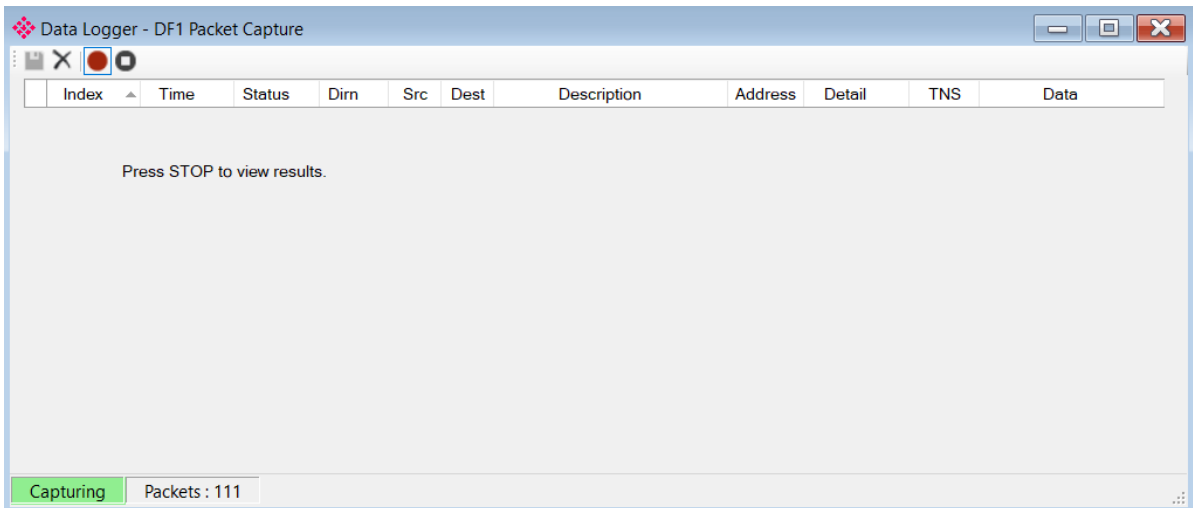 Data Logger - DF1 Packet Capture
Index Time Status Dirn Src Dest Description Address Detail TNS Data
Press STOP to view results.
Capturing Packets : 111